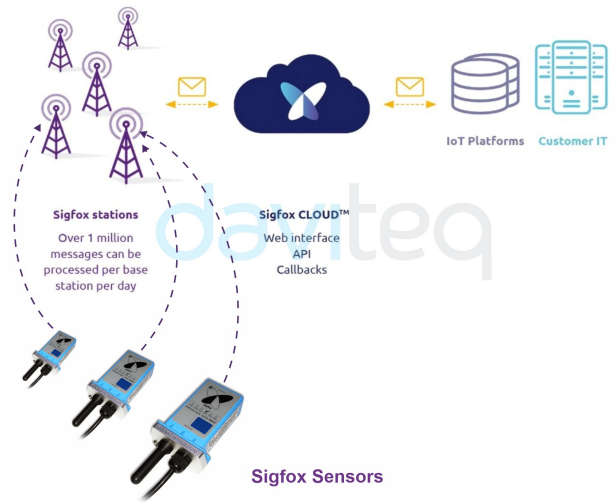 IoT Platforms
Customer IT
Sigfox stations
Over 1 million
messages can be
processed per base
station per day
Sigfox CLOUD™
Web interface
API
Callbacks
daviteq
Sigfox Sensors